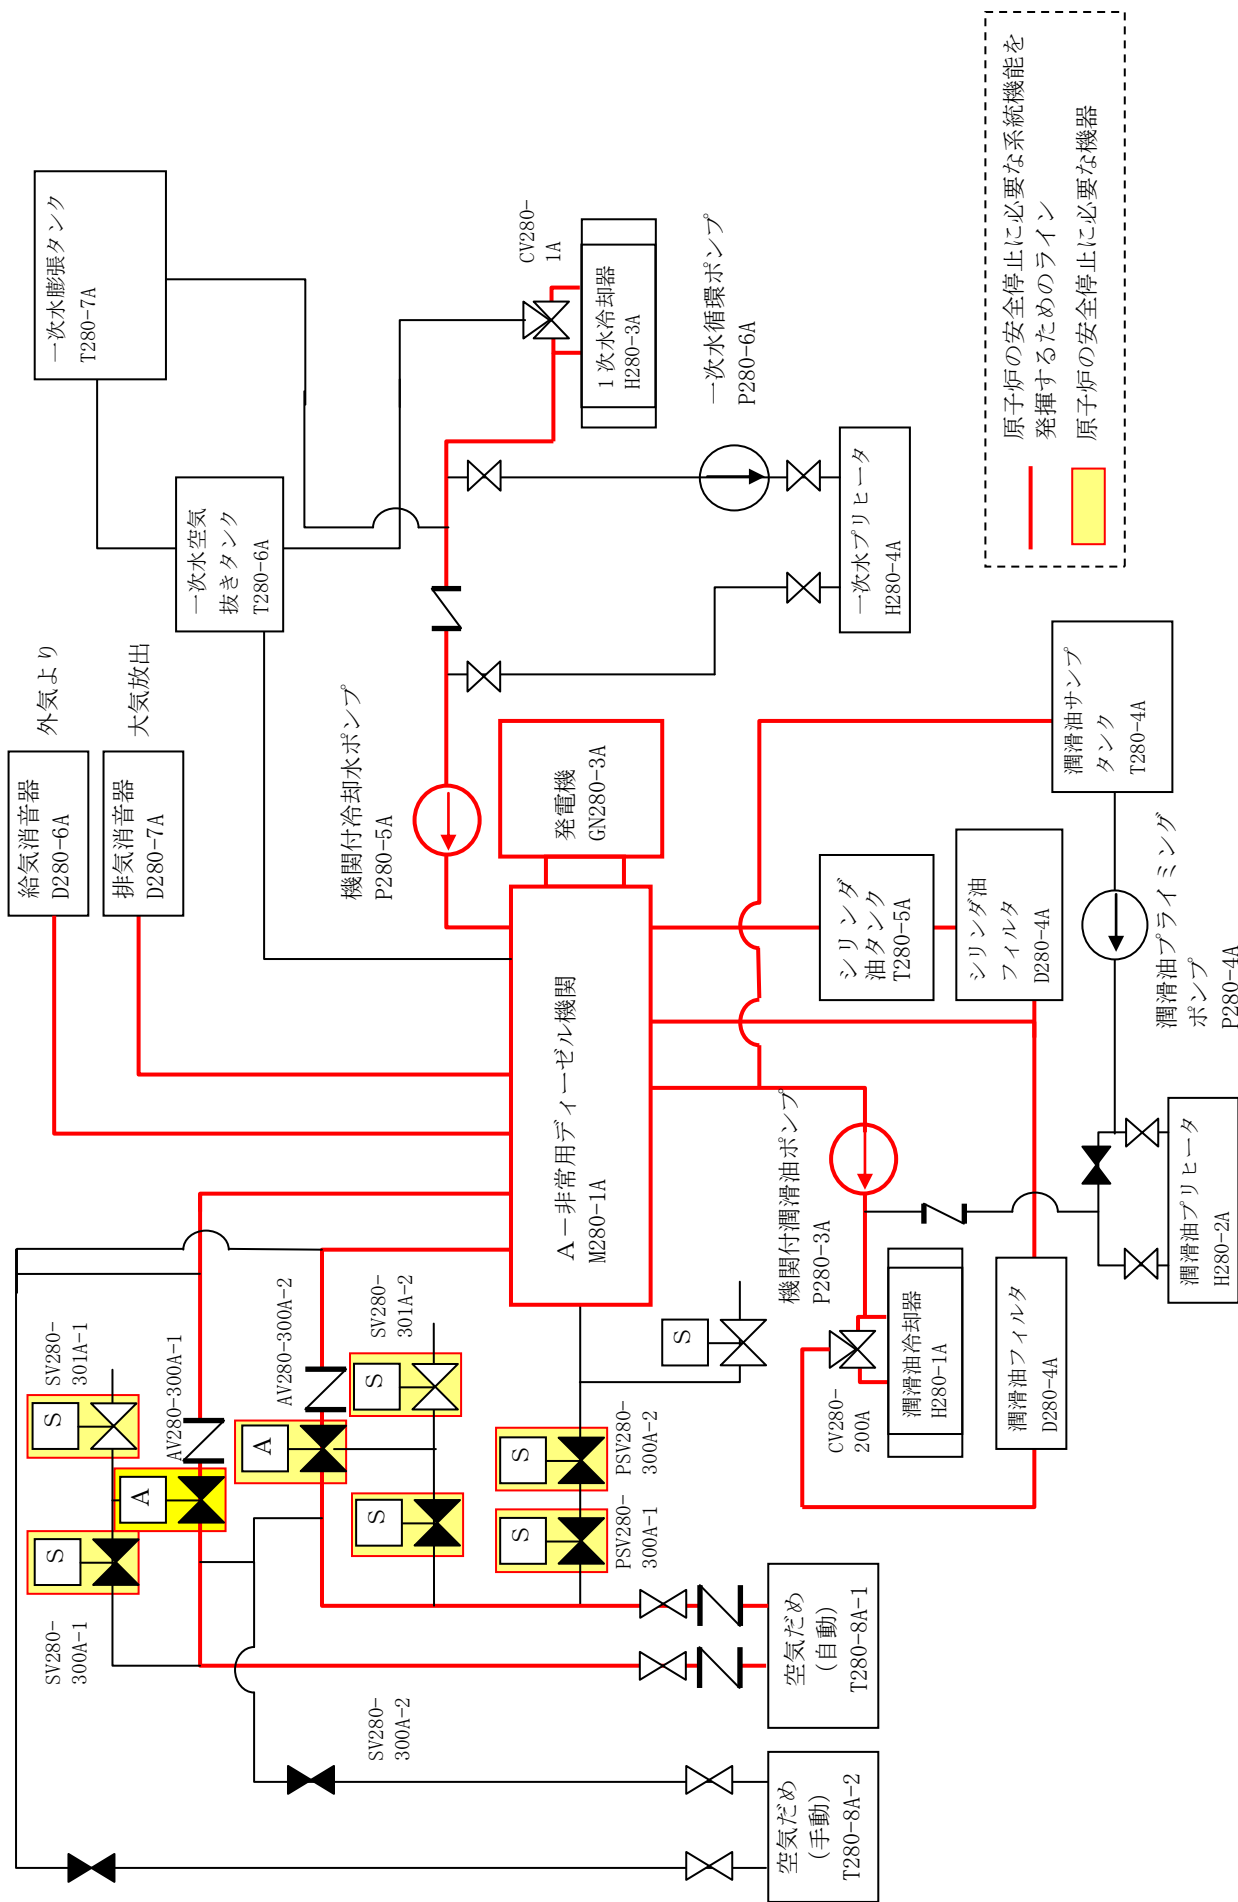 一次水膨張タンク
T280-7A
一次水空気
抜きタンク
T280-6A
CV280-
1A
1次水冷却器
H280-3A
一次水循環ポンプ
P280-6A
一次水プリヒータ
H280-4A
原子炉の安全停止に必要な系統機能を
発揮するためのライン
原子炉の安全停止に必要な機器
外気より
給気消音器
D280-6A
大気放出
排気消音器
D280-7A
機関付冷却水ポンプ
P280-5A
発電機
GN280-3A
A－非常用ディーゼル機関
M280-1A
シリンダ
油タンク
T280-5A
シリンダ油
フィルタ
D280-4A
潤滑油サンプ
タンク
T280-4A
潤滑油プライミング
ポンプ
P280-4A
機関付潤滑油ポンプ
P280-3A
CV280-
200A
潤滑油冷却器
H280-1A
潤滑油フィルタ
D280-4A
潤滑油プリヒータ
H280-2A
SV280-
301A-1
S
AV280-300A-1
A
S
SV280-
300A-1
AV280-300A-2
A
SV280-
301A-2
S
S
SV280-
300A-2
S
PSV280-
300A-2
S
PSV280-
300A-1
S
空気だめ
(自動)
T280-8A-1
空気だめ
(手動)
T280-8A-2